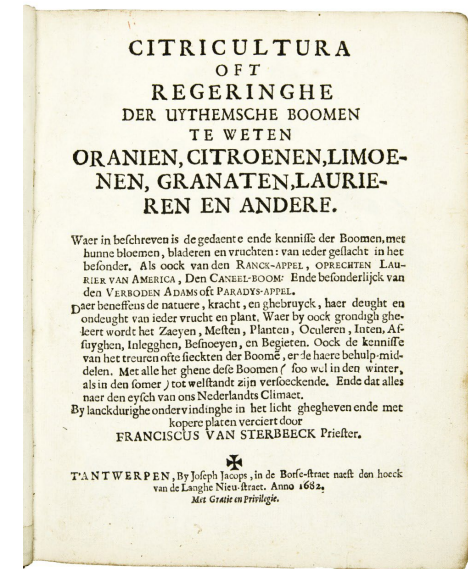 CITRICULTURA
OFT
REGERINGHE
DER UYTHEMSCHE BOOMEN
TE WETEN
ORANIEN, CITROENEN, LIMOE-
NEN, GRANATEN, LAURIE-
REN EN ANDERE.
Waer in beſchreven is de gedaente ende kenniſſe der Boomen, met
hunne bloemen, bladeren en vruchten: van ieder geſlacht in het
beſonder. Als oock van den RANCK-APPEL, OPRECHTEN LAU-
RIER VAN AMERICA, DEN CANEEL-BOOM: Ende beſonderlijck van
den VERBODEN ADAMS oft PARADYS-APPEL.
Daer beneffens de natuere, kracht, en ghebruyck, haer deught en
ondeught van ieder vrucht en plant. Waer by oock grondigh ghe-
leert wordt het Zaeyen, Meſten, Planten, Oculeren, Inten, Aſ-
ſuyghen, Inlegghen, Beſnoeyen, en Begieten. Oock de kenniſſe
van het treuren ofte ſieckten der Boomē, ende haere behulp-mid-
delen. Met alle het ghene deſe Boomen (ſoo wel in den winter,
als in den ſomer) tot welſtandt zijn verſoeckende. Ende dat alles
naer den eyſch van ons Nederlandts Climaet.
By lanckdurighe ondervindinghe in het licht ghegheven ende met
kopere platen verciert door
FRANCISCUS VAN STERBEECK Prieſter.
✠
T'ANTWERPEN, By Joſeph Jacops, in de Borſe-ſtraet naeſt den hoeck
van de Langhe Nieu-ſtraet. Anno 1682.
Met Gratie en Privilegie.